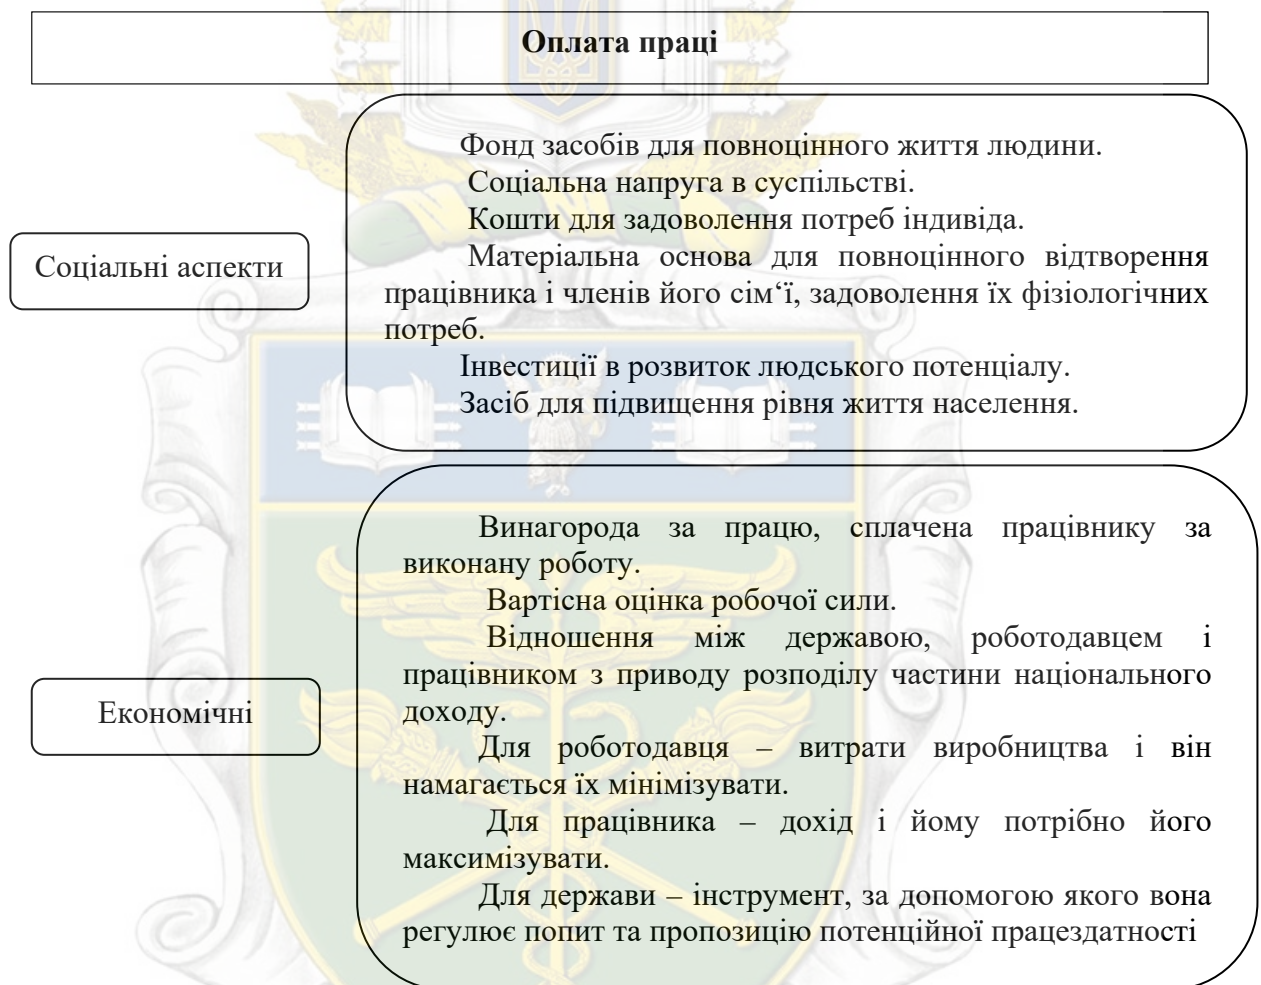 Оплата праці
Соціальні аспекти
Фонд засобів для повноцінного життя людини.
Соціальна напруга в суспільстві.
Кошти для задоволення потреб індивіда.
Матеріальна основа для повноцінного відтворення
працівника і членів його сім‘ї, задоволення їх фізіологічних
потреб.
Інвестиції в розвиток людського потенціалу.
Засіб для підвищення рівня життя населення.
Економічні
Винагорода за працю, сплачена працівнику за
виконану роботу.
Вартісна оцінка робочої сили.
Відношення між державою, роботодавцем і
працівником з приводу розподілу частини національного
доходу.
Для роботодавця – витрати виробництва і він
намагається їх мінімізувати.
Для працівника – дохід і йому потрібно його
максимізувати.
Для держави – інструмент, за допомогою якого вона
регулює попит та пропозицію потенційної працездатності